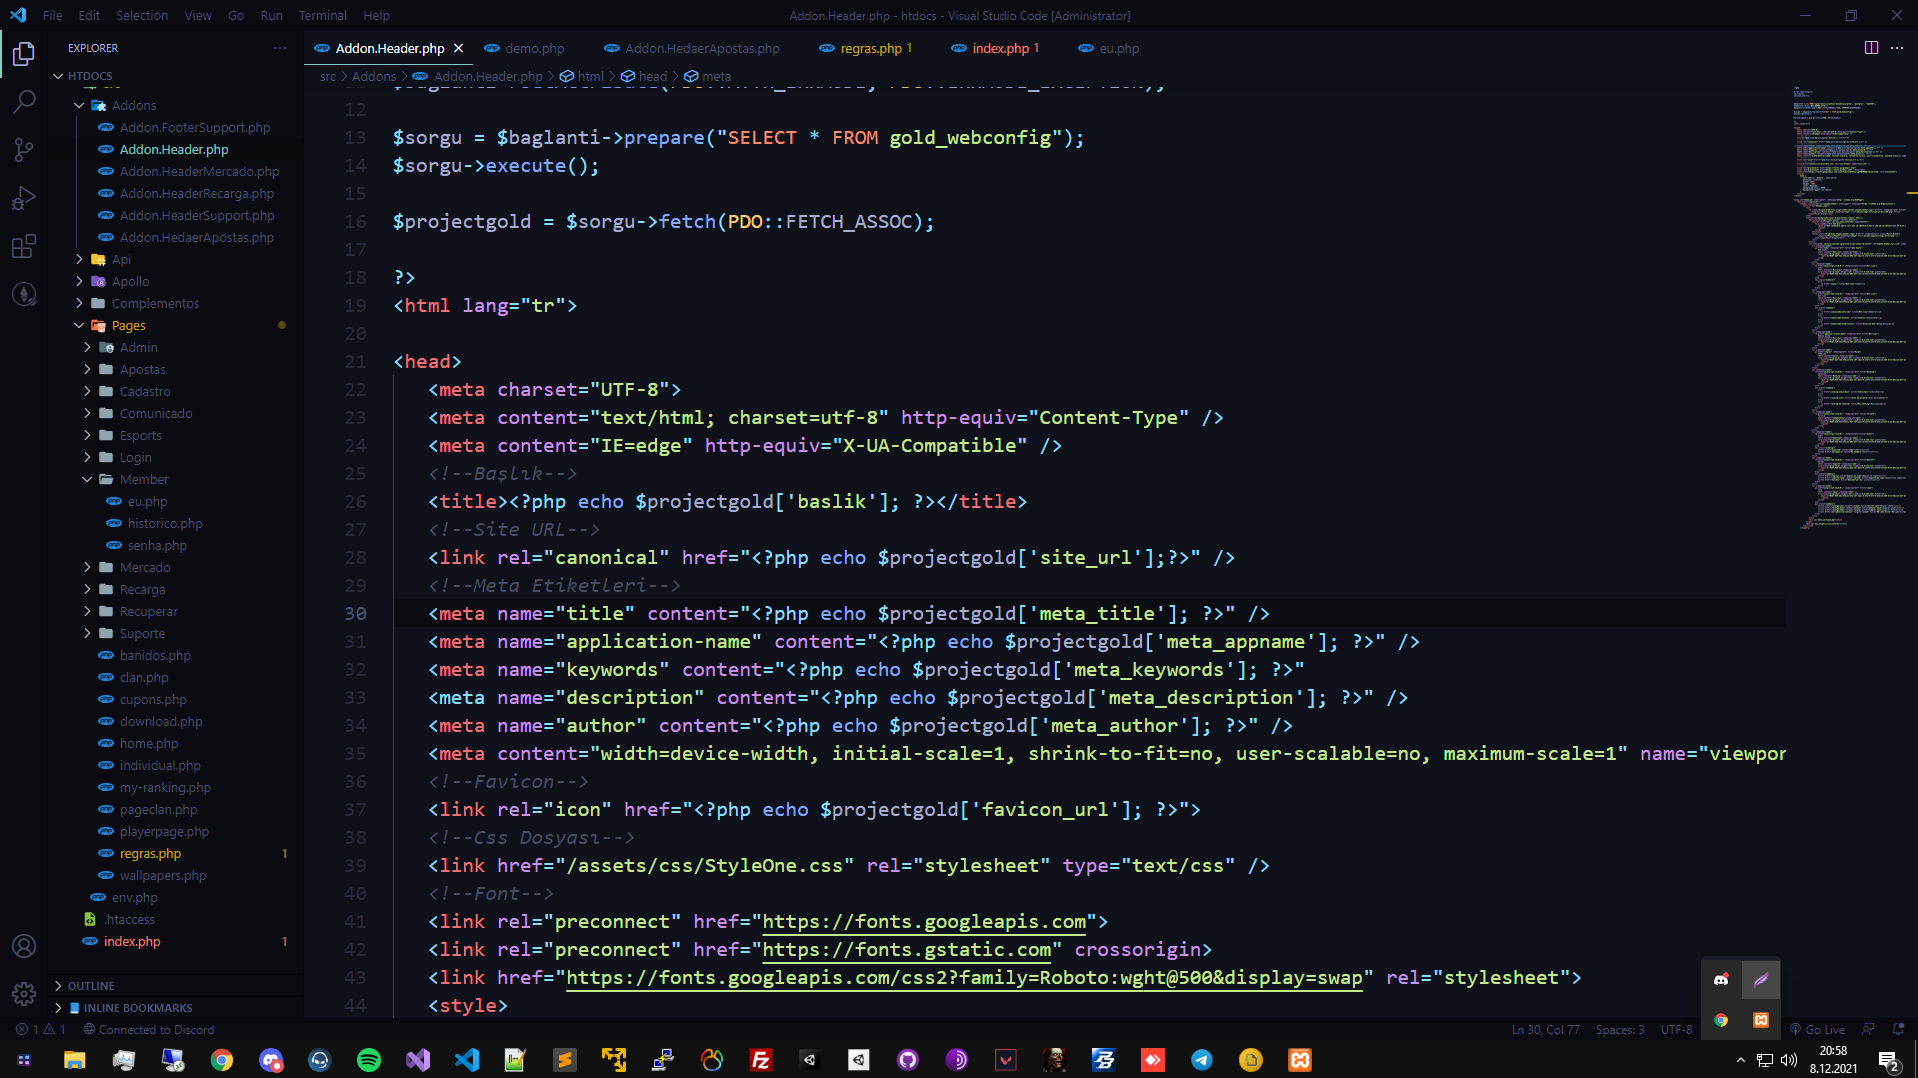 File Edit Selection View Go Run Terminal Help
Addon.Header.php - htdocs - Visual Studio Code [Administrator]
EXPLORER
HTDOCS
Addons
Addon.FooterSupport.php
Addon.Header.php
Addon.HeaderMercado.php
Addon.HeaderRecarga.php
Addon.HeaderSupport.php
Addon.HedaerApostas.php
Api
Apollo
Complementos
Pages
Admin
Apostas
Cadastro
Comunicado
Esports
Login
Member
eu.php
historico.php
senha.php
Mercado
Recarga
Recuperar
Suporte
banidos.php
clan.php
cupons.php
download.php
home.php
individual.php
my-ranking.php
pageclan.php
playerpage.php
regras.php 1
wallpapers.php
env.php
.htaccess
index.php 1
OUTLINE
INLINE BOOKMARKS
Addon.Header.php demo.php Addon.HedaerApostas.php regras.php 1 index.php 1 eu.php
src > Addons > Addon.Header.php > html > head > meta
12
13 $sorgu = $baglanti->prepare("SELECT * FROM gold_webconfig");
14 $sorgu->execute();
15
16 $projectgold = $sorgu->fetch(PDO::FETCH_ASSOC);
17
18 ?>
19 <html lang="tr">
20
21 <head>
22 <meta charset="UTF-8">
23 <meta content="text/html; charset=utf-8" http-equiv="Content-Type" />
24 <meta content="IE=edge" http-equiv="X-UA-Compatible" />
25 <!--Başlık-->
26 <title><?php echo $projectgold['baslik']; ?></title>
27 <!--Site URL-->
28 <link rel="canonical" href="<?php echo $projectgold['site_url'];?>" />
29 <!--Meta Etiketleri-->
30 <meta name="title" content="<?php echo $projectgold['meta_title']; ?>" />
31 <meta name="application-name" content="<?php echo $projectgold['meta_appname']; ?>" />
32 <meta name="keywords" content="<?php echo $projectgold['meta_keywords']; ?>"
33 <meta name="description" content="<?php echo $projectgold['meta_description']; ?>" />
34 <meta name="author" content="<?php echo $projectgold['meta_author']; ?>" />
35 <meta content="width=device-width, initial-scale=1, shrink-to-fit=no, user-scalable=no, maximum-scale=1" name="viewpor
36 <!--Favicon-->
37 <link rel="icon" href="<?php echo $projectgold['favicon_url']; ?>">
38 <!--Css Dosyası-->
39 <link href="/assets/css/StyleOne.css" rel="stylesheet" type="text/css" />
40 <!--Font-->
41 <link rel="preconnect" href="https://fonts.googleapis.com">
42 <link rel="preconnect" href="https://fonts.gstatic.com" crossorigin>
43 <link href="https://fonts.googleapis.com/css2?family=Roboto:wght@500&display=swap" rel="stylesheet">
44 <style>
1 1 Connected to Discord
Ln 30, Col 77 Spaces: 3 UTF-8 Go Live
20:58
8.12.2021
2